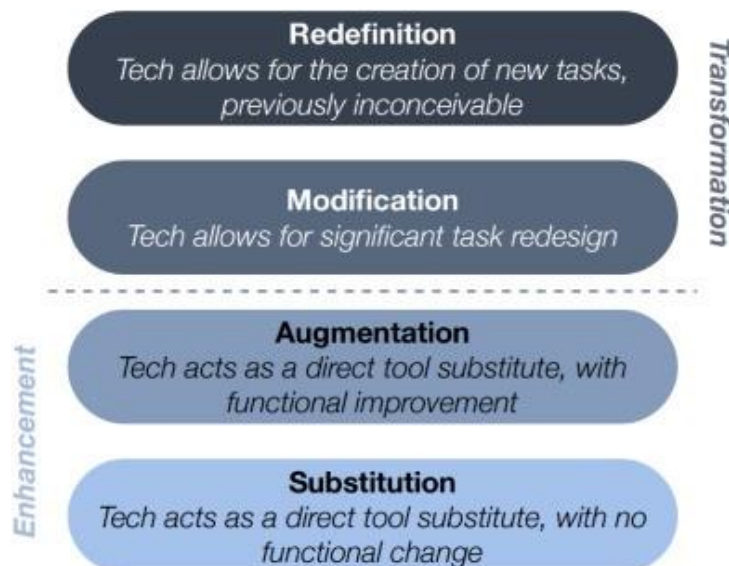 Redefinition
Tech allows for the creation of new tasks,
previously inconceivable
Transformation
Modification
Tech allows for significant task redesign
Enhancement
Augmentation
Tech acts as a direct tool substitute, with
functional improvement
Substitution
Tech acts as a direct tool substitute, with no
functional change